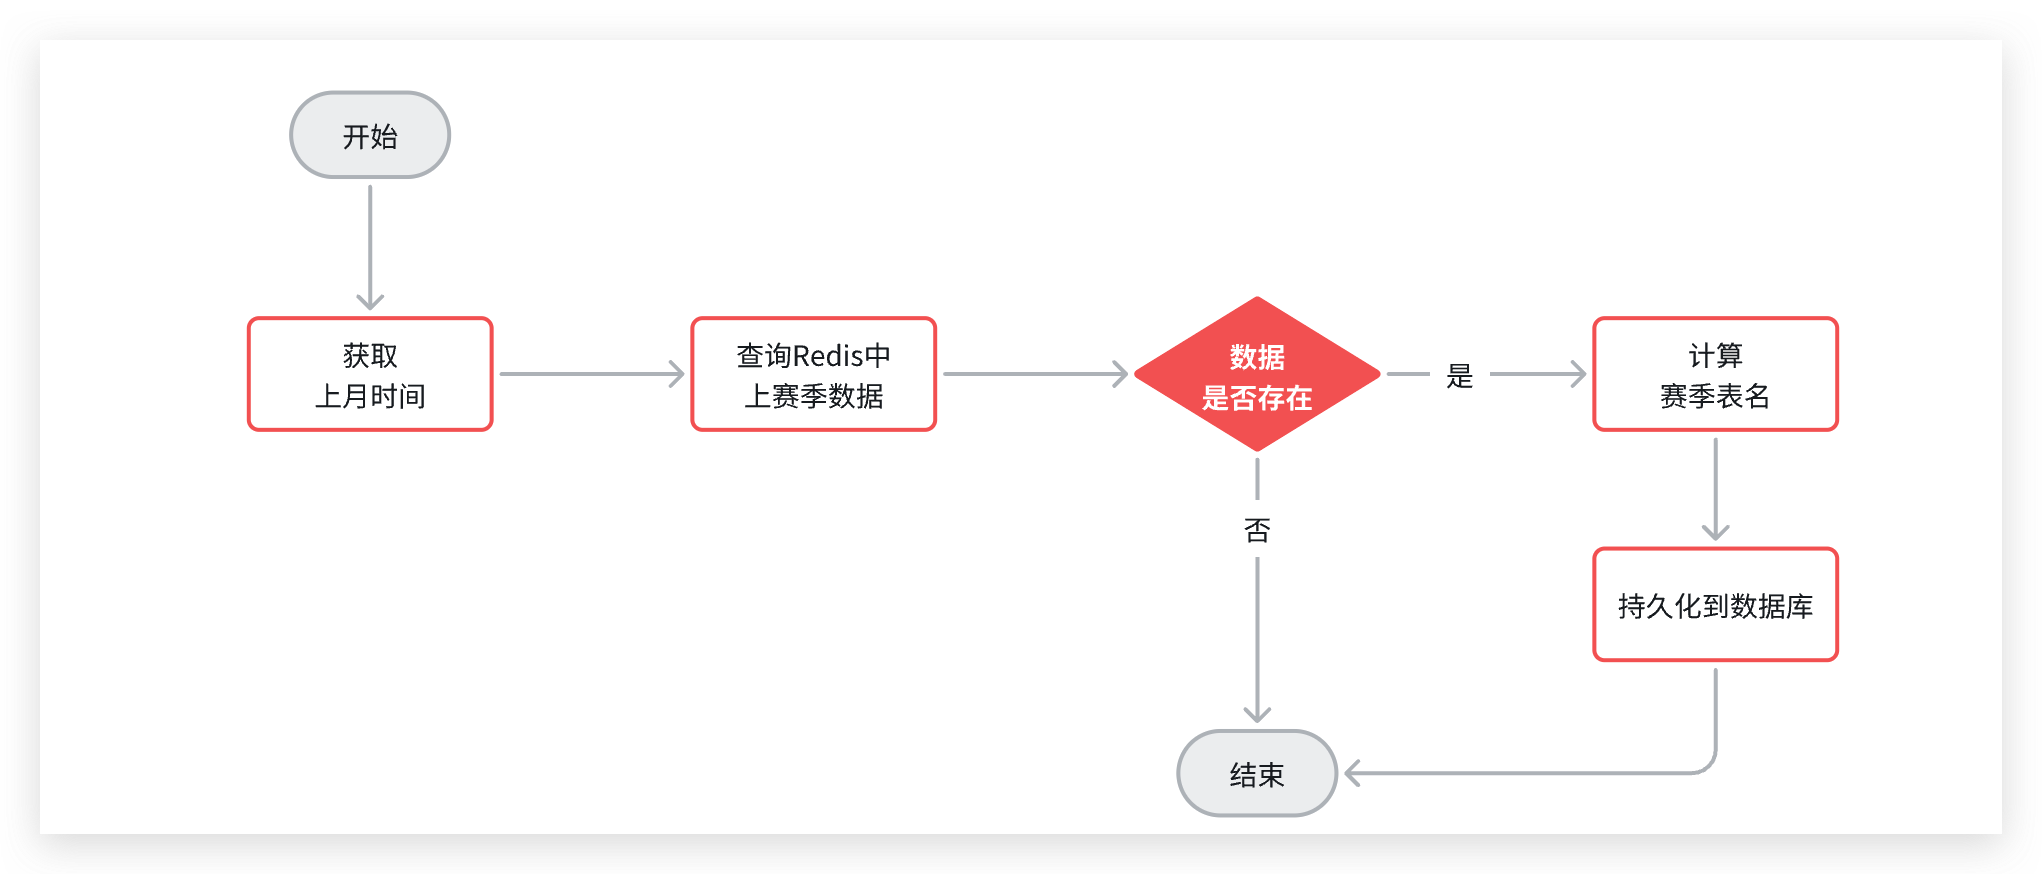 开始
获取
上月时间
查询Redis中
上赛季数据
数据
是否存在
是
计算
赛季表名
否
持久化到数据库
结束